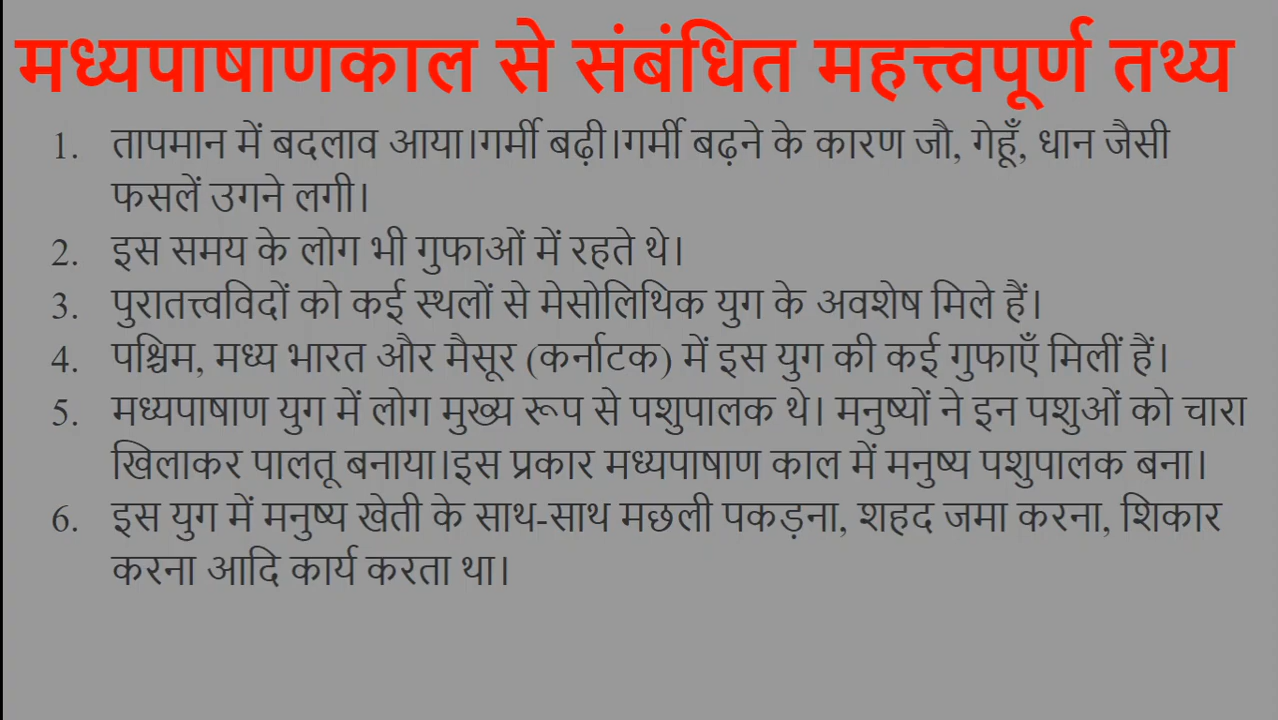 मध्यपाषाणकाल से संबंधित महत्त्वपूर्ण तथ्य
1. तापमान में बदलाव आया।गर्मी बढ़ी।गर्मी बढ़ने के कारण जौ, गेहूँ, धान जैसी
फसलें उगने लगी।
2. इस समय के लोग भी गुफाओं में रहते थे।
3. पुरातत्त्वविदों को कई स्थलों से मेसोलिथिक युग के अवशेष मिले हैं।
4. पश्चिम, मध्य भारत और मैसूर (कर्नाटक) में इस युग की कई गुफाएँ मिलीं हैं।
5. मध्यपाषाण युग में लोग मुख्य रूप से पशुपालक थे। मनुष्यों ने इन पशुओं को चारा
खिलाकर पालतू बनाया।इस प्रकार मध्यपाषाण काल में मनुष्य पशुपालक बना।
6. इस युग में मनुष्य खेती के साथ-साथ मछली पकड़ना, शहद जमा करना, शिकार
करना आदि कार्य करता था।